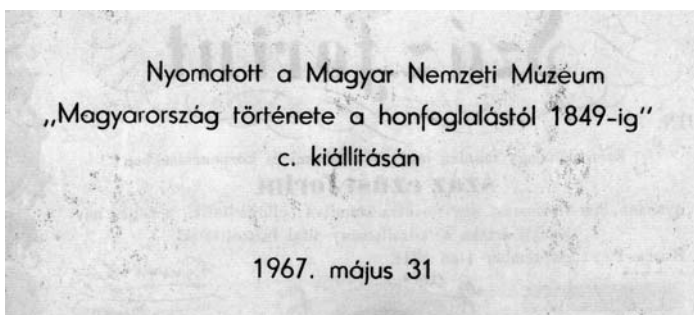 Nyomatott a Magyar Nemzeti Múzeum
„Magyarország története a honfoglalástól 1849-ig”
c. kiállításán
1967. május 31